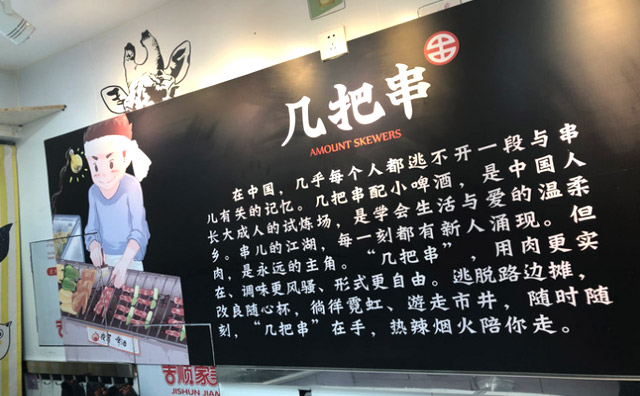 几把串
AMOUNT SKEWERS
在中国，几乎每个人都逃不开一段与串
儿有关的记忆。几把串配小啤酒，是中国人
长大成人的试炼场，是学会生活与爱的温柔
乡。串儿的江湖，每一刻都有新人涌现。但
肉，是永远的主角。“几把串”，用肉更实
在、调味更风骚、形式更自由。逃脱路边摊，
改良随心杯，徜徉霓虹、游走市井，随时随
刻，“几把串”在手，热辣烟火陪你走。
吉顺家
JISHUN JIAN